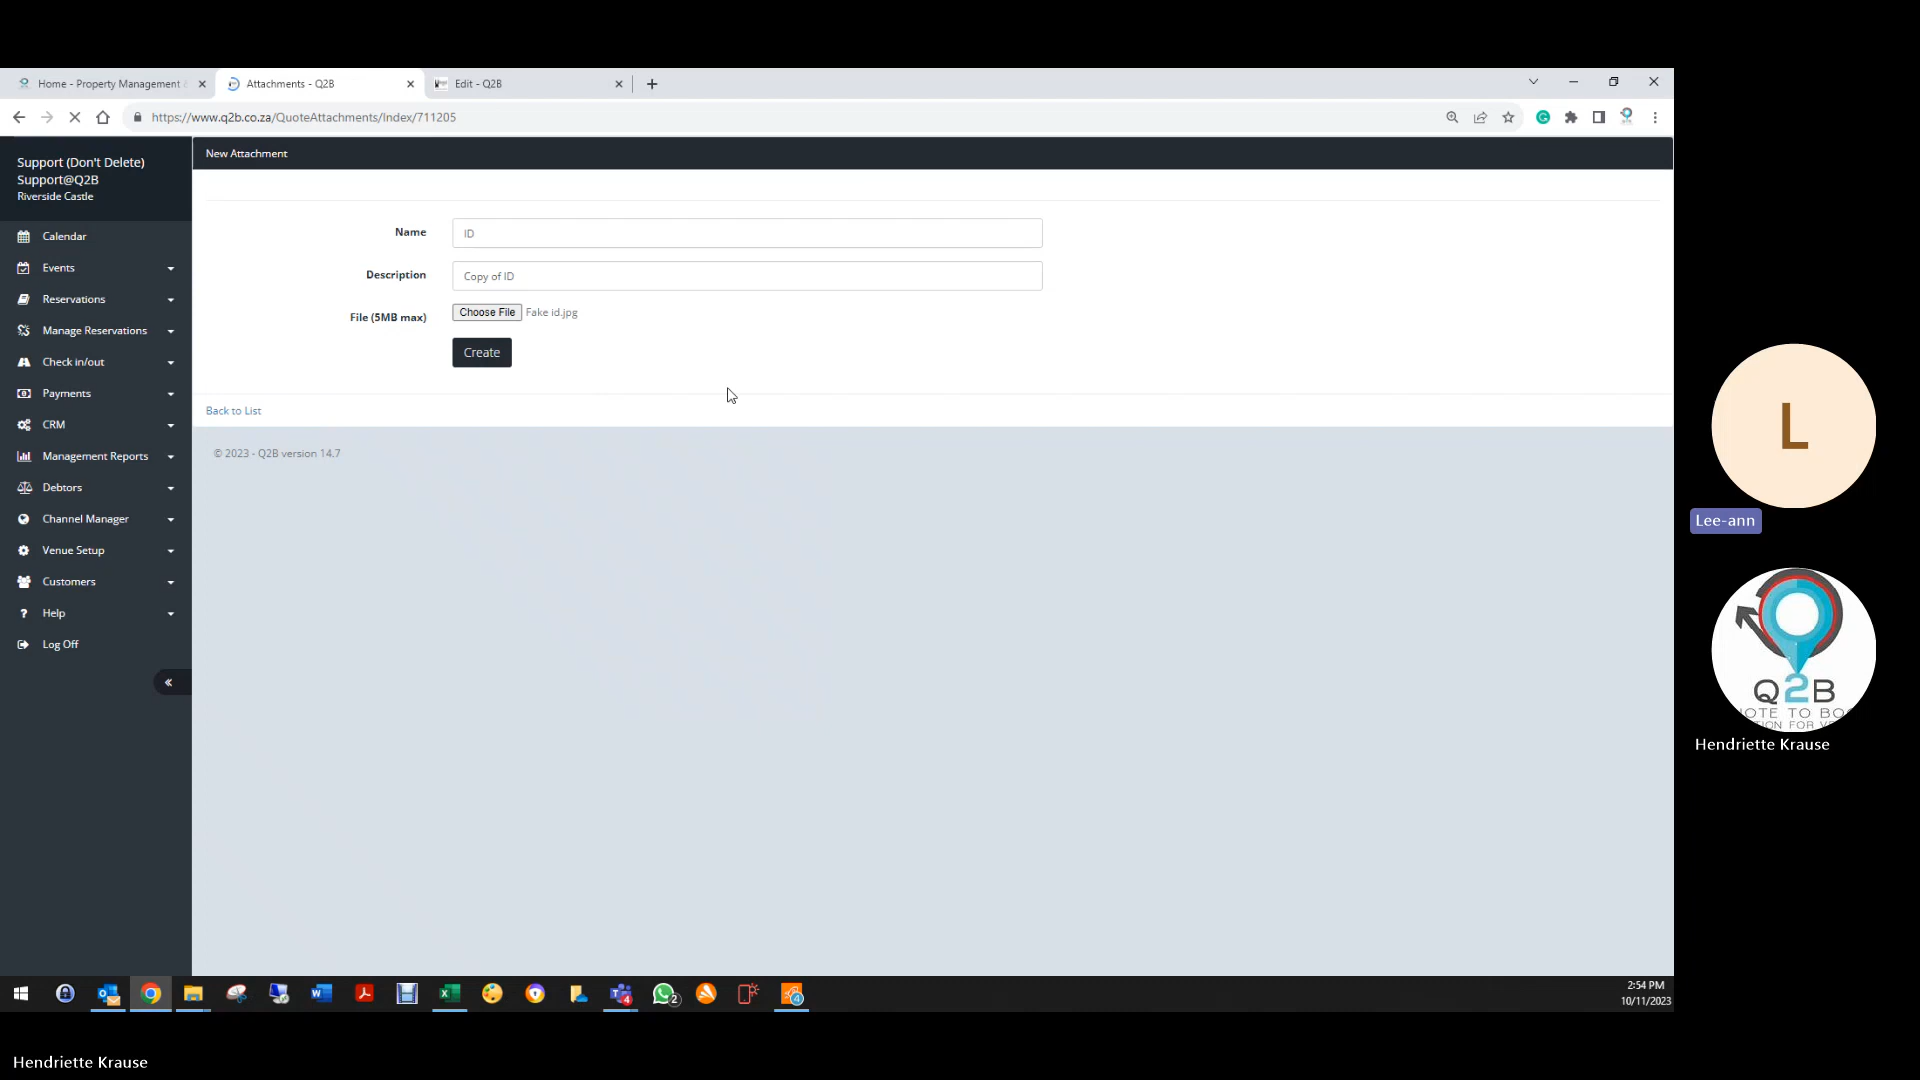 Home - Property Management &
Attachments - Q2B
Edit - Q2B
https://www.q2b.co.za/QuoteAttachments/Index/711205
Support (Don't Delete)
Support@Q2B
Riverside Castle
New Attachment
Calendar
Events
Reservations
Manage Reservations
Check in/out
Payments
CRM
Management Reports
Debtors
Channel Manager
Venue Setup
Customers
Help
Log Off
Name
ID
Description
Copy of ID
File (5MB max)
Choose File Fake id.jpg
Create
Back to List
© 2023 - Q2B version 14.7
L
Lee-ann
Q2B
Hendriette Krause
2:54 PM
10/11/2023
Hendriette Krause